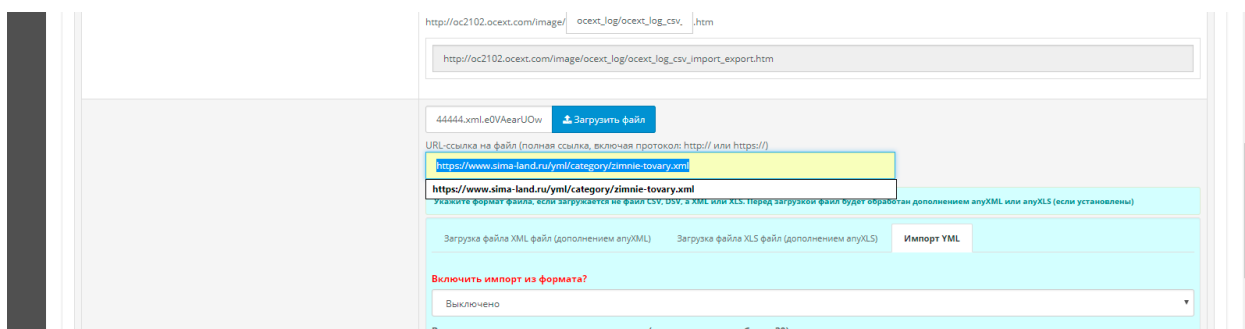 http://oc2102.ocext.com/image/ ocext_log/ocext_log_csv_ .htm
http://oc2102.ocext.com/image/ocext_log/ocext_log_csv_import_export.htm
44444.xml.e0VAearUOw Загрузить файл
URL-ссылка на файл (полная ссылка, включая протокол: http:// или https://)
https://www.sima-land.ru/yml/category/zimnie-tovary.xml
https://www.sima-land.ru/yml/category/zimnie-tovary.xml
Укажите формат файла, если загружается не файл CSV, DSV, а XML или XLS. Перед загрузкой файл будет обработан дополнением anyXML или anyXLS (если установлены)
Загрузка файла XML файл (дополнением anyXML) Загрузка файла XLS файл (дополнением anyXLS) Импорт YML
Включить импорт из формата?
Выключено